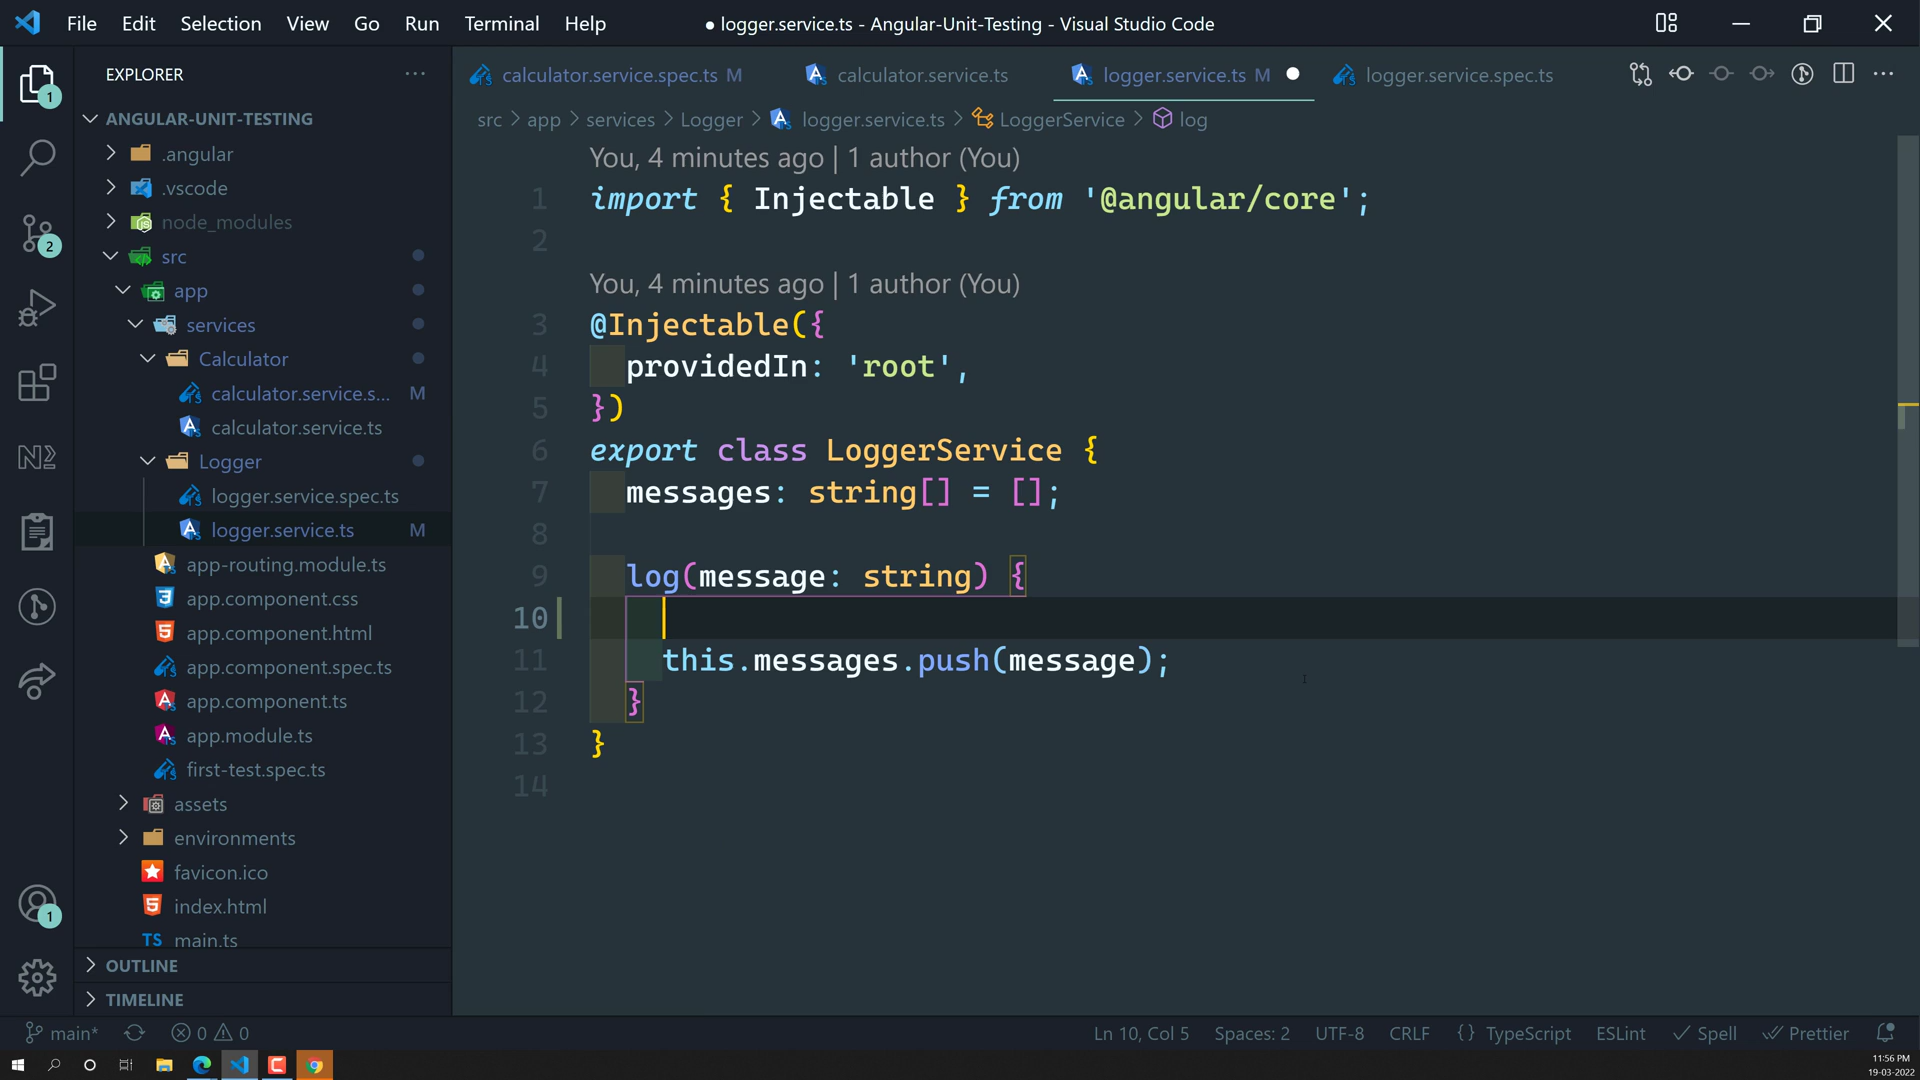 File Edit Selection View Go Run Terminal Help
● logger.service.ts - Angular-Unit-Testing - Visual Studio Code
EXPLORER
ANGULAR-UNIT-TESTING
.angular
.vscode
node_modules
src
app
services
Calculator
calculator.service.s... M
calculator.service.ts
Logger
logger.service.spec.ts
logger.service.ts M
app-routing.module.ts
app.component.css
app.component.html
app.component.spec.ts
app.component.ts
app.module.ts
first-test.spec.ts
assets
environments
favicon.ico
index.html
TS main.ts
OUTLINE
TIMELINE
1
2
1
calculator.service.spec.ts M
calculator.service.ts
logger.service.ts M
logger.service.spec.ts
src > app > services > Logger > logger.service.ts > LoggerService > log
You, 4 minutes ago | 1 author (You)
1 import { Injectable } from '@angular/core';
2
You, 4 minutes ago | 1 author (You)
3 @Injectable({
4 providedIn: 'root',
5 })
6 export class LoggerService {
7 messages: string[] = [];
8
9 log(message: string) {
10
11 this.messages.push(message);
12 }
13 }
14
main* 0 0
Ln 10, Col 5 Spaces: 2 UTF-8 CRLF {} TypeScript ESLint Spell Prettier
11:56 PM
19-03-2022